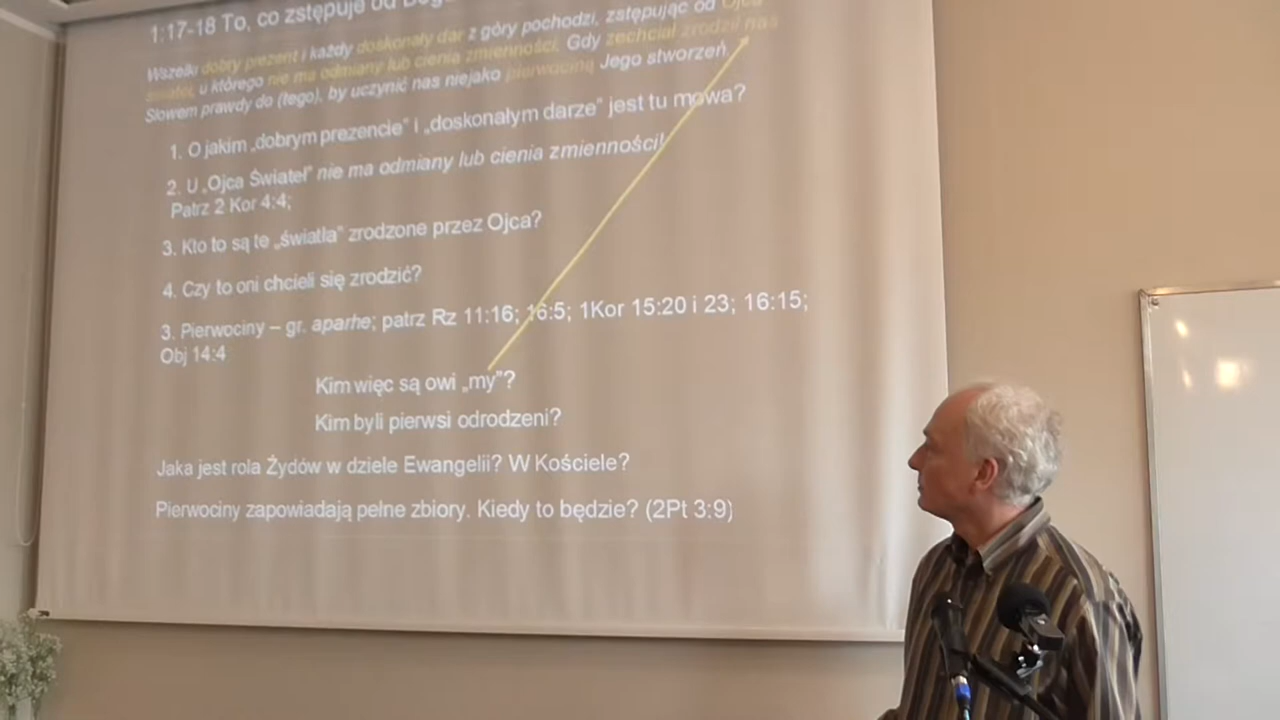 1:17-18 To, co zstępuje od
Wszelki dobry prezent i każdy doskonały dar z góry pochodzi, zstępując od Ojca
świateł, u którego nie ma odmiany lub cienia zmienności. Gdy zechciał zrodził nas
Słowem prawdy do (tego), by uczynić nas niejako pierwociną Jego stworzeń
1. O jakim „dobrym prezencie” i „doskonałym darze” jest tu mowa?
2. U „Ojca Świateł” nie ma odmiany lub cienia zmienności!
Patrz 2 Kor 4:4;
3. Kto to są te „światła” zrodzone przez Ojca?
4. Czy to oni chcieli się zrodzić?
3. Pierwociny – gr. aparhe; patrz Rz 11:16; 16:5; 1Kor 15:20 i 23; 16:15;
Obj 14:4
Kim więc są owi „my”?
Kim byli pierwsi odrodzeni?
Jaka jest rola Żydów w dziele Ewangelii? W Kościele?
Pierwociny zapowiadają pełne zbiory. Kiedy to będzie? (2Pt 3:9)